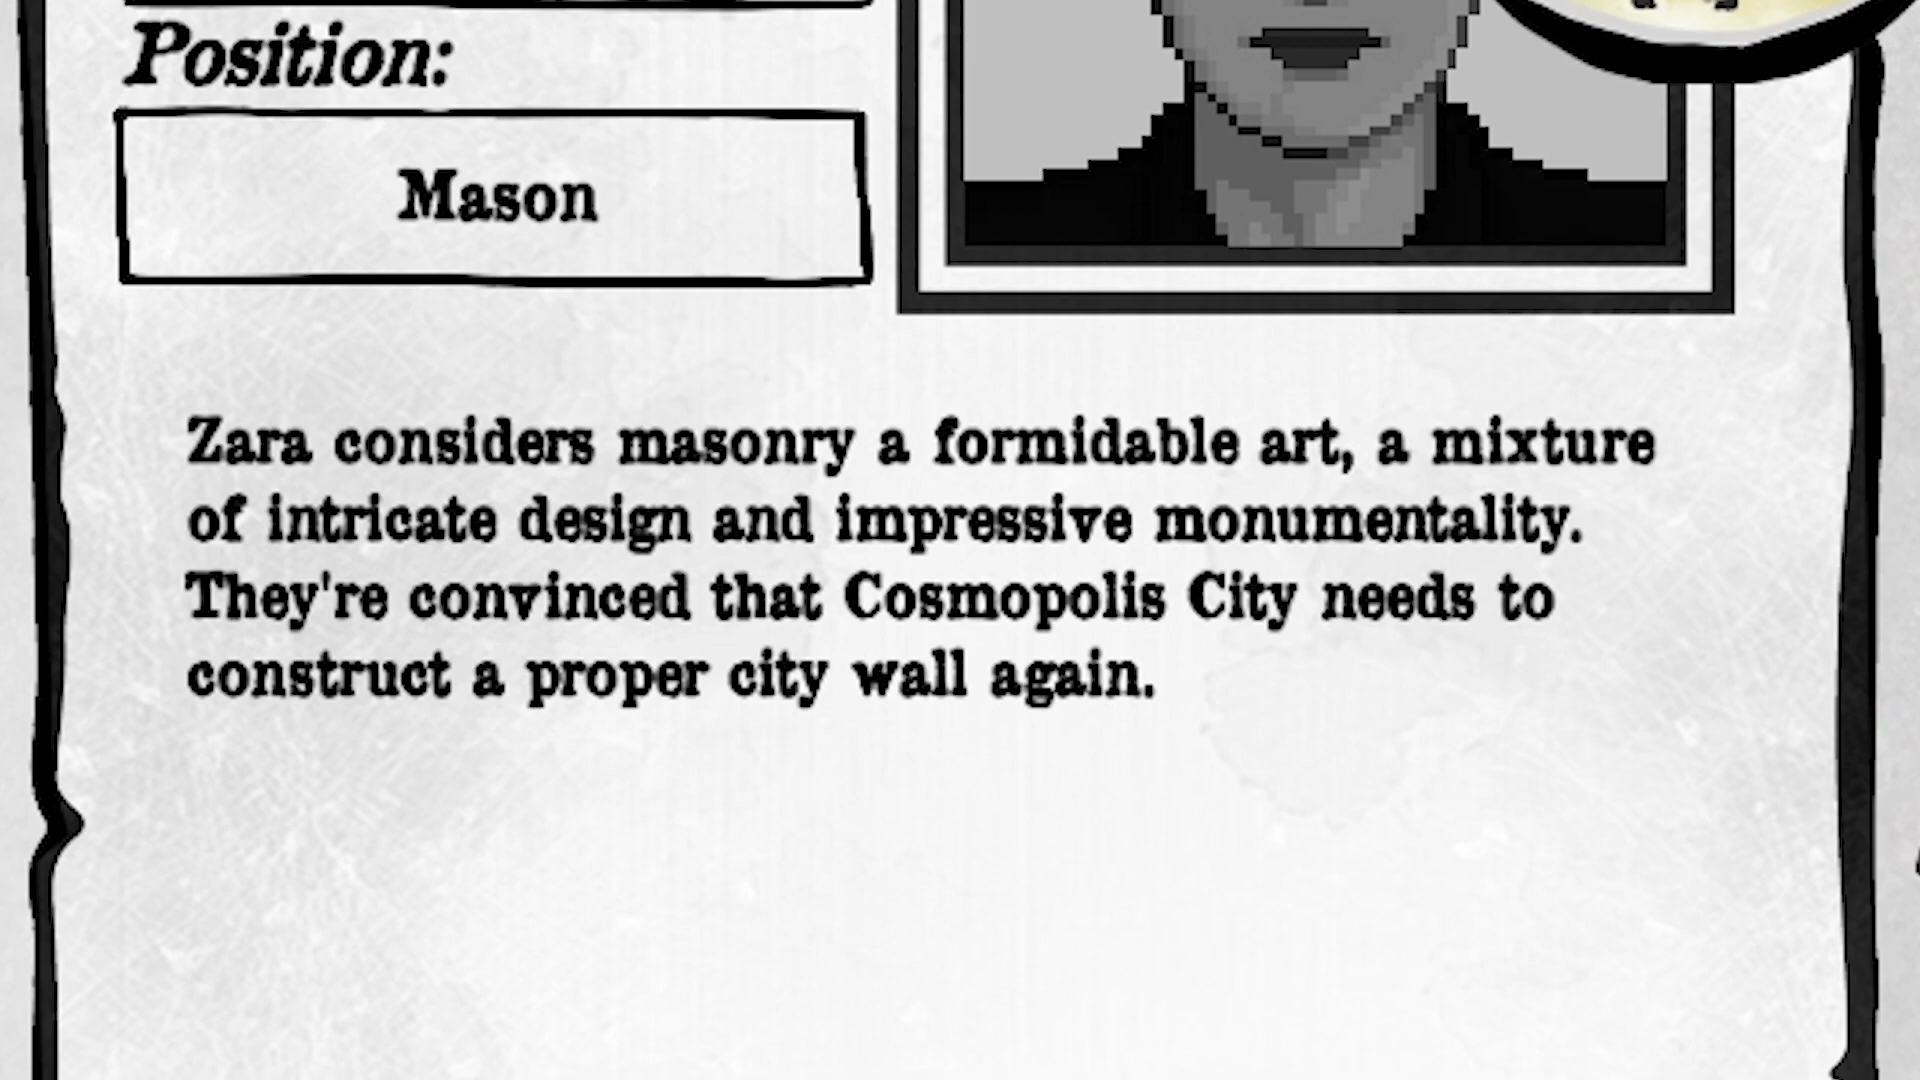 Position:
Mason
Zara considers masonry a formidable art, a mixture
of intricate design and impressive monumentality.
They're convinced that Cosmopolis City needs to
construct a proper city wall again.